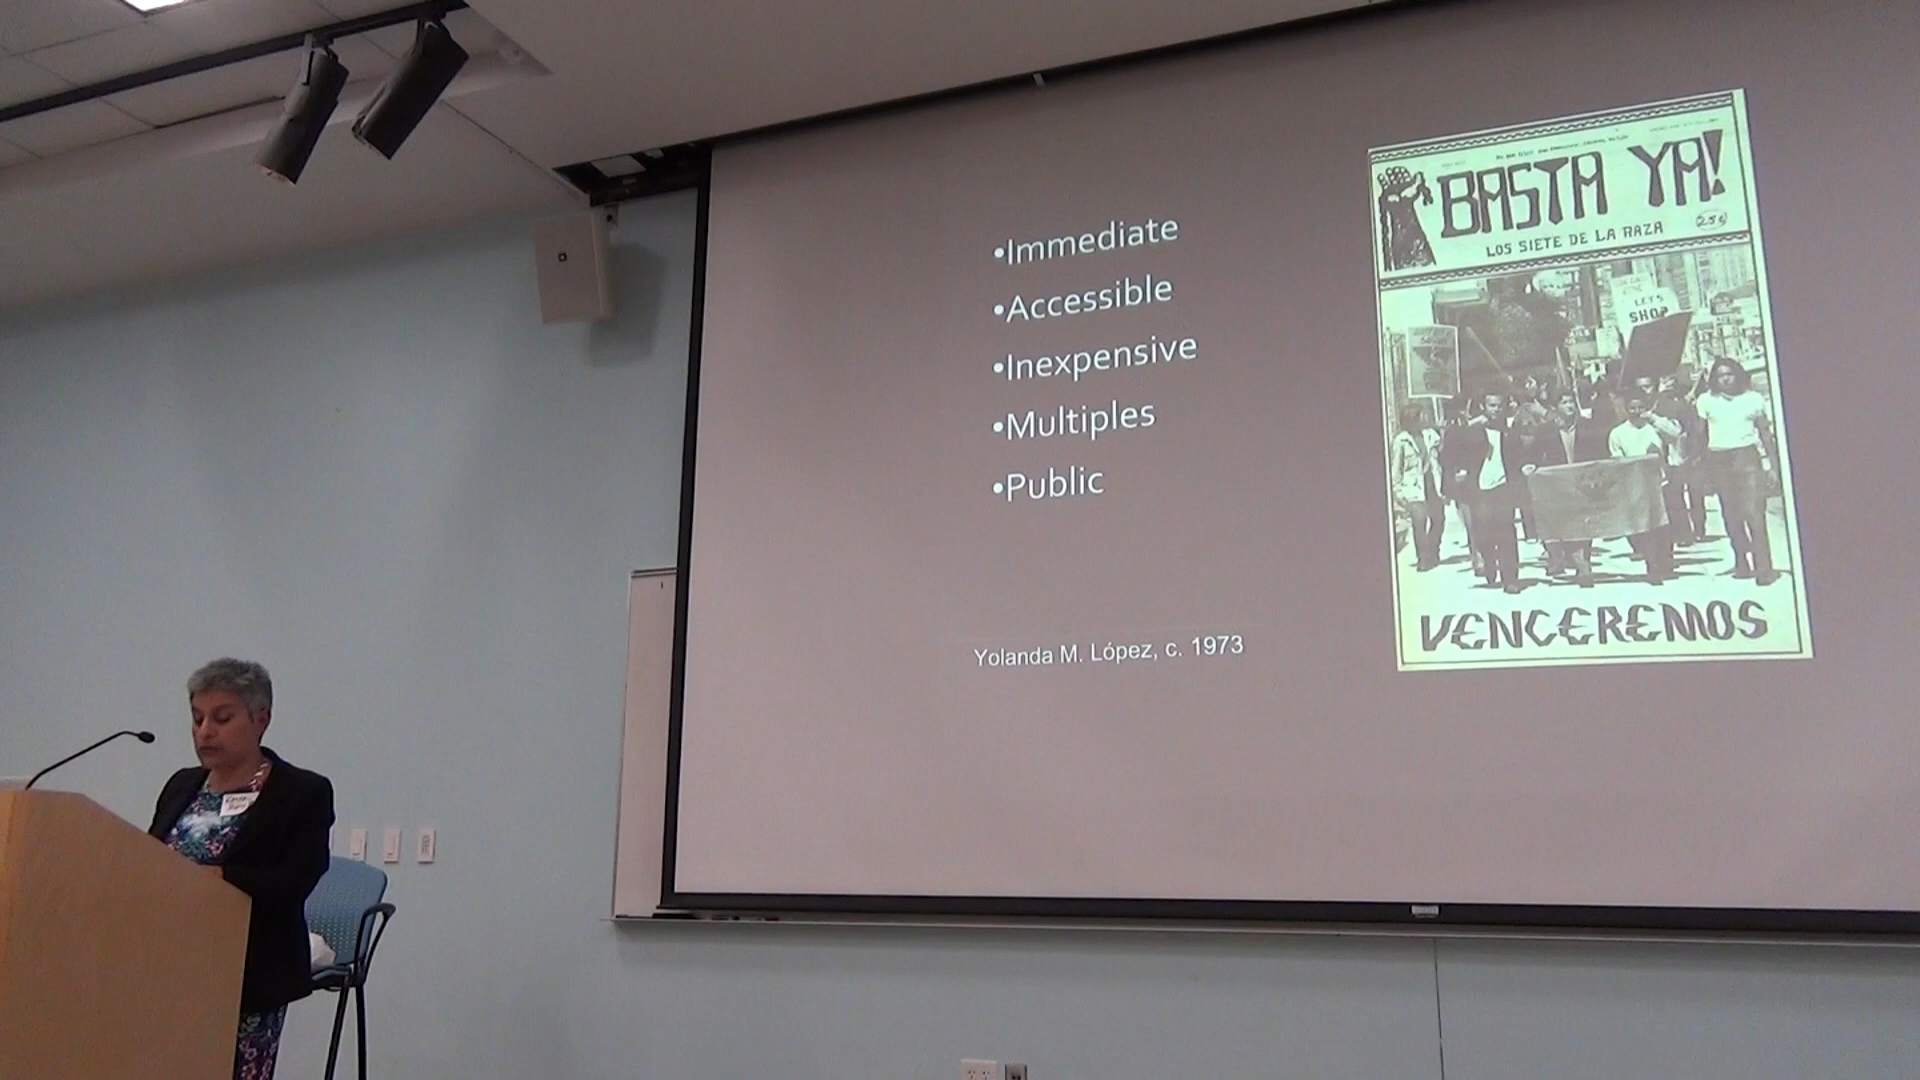 •Immediate
•Accessible
•Inexpensive
•Multiples
•Public
Yolanda M. López, c. 1973
BASTA YA!
25¢
LOS SIETE DE LA RAZA
LET'S
SHOP
VENCEREMOS